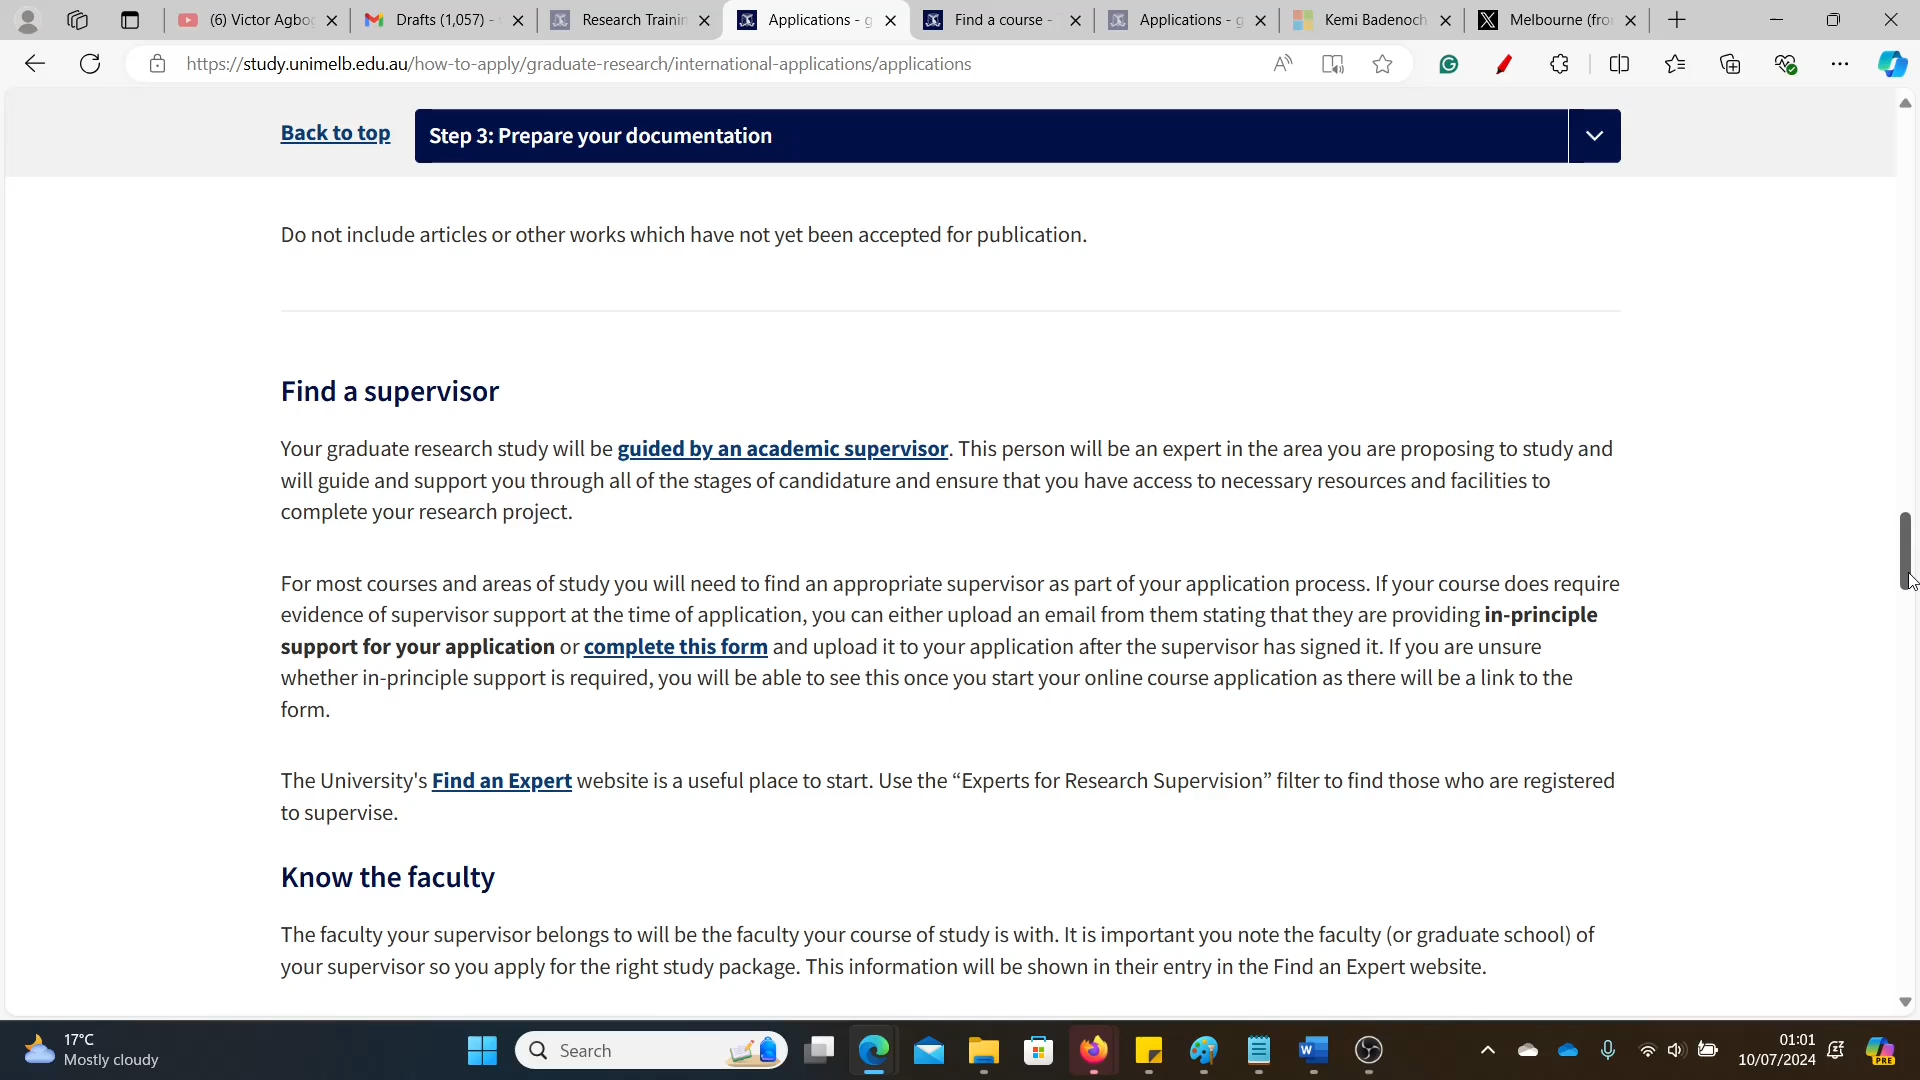 (6) Victor Agbo
Drafts (1,057) -
Research Trainin
Applications - g
Find a course -
Applications - g
Kemi Badenoch
Melbourne (fro
https://study.unimelb.edu.au/how-to-apply/graduate-research/international-applications/applications
Back to top
Step 3: Prepare your documentation
Do not include articles or other works which have not yet been accepted for publication.
Find a supervisor
Your graduate research study will be guided by an academic supervisor. This person will be an expert in the area you are proposing to study and
will guide and support you through all of the stages of candidature and ensure that you have access to necessary resources and facilities to
complete your research project.
For most courses and areas of study you will need to find an appropriate supervisor as part of your application process. If your course does require
evidence of supervisor support at the time of application, you can either upload an email from them stating that they are providing in-principle
support for your application or complete this form and upload it to your application after the supervisor has signed it. If you are unsure
whether in-principle support is required, you will be able to see this once you start your online course application as there will be a link to the
form.
The University's Find an Expert website is a useful place to start. Use the “Experts for Research Supervision” filter to find those who are registered
to supervise.
Know the faculty
The faculty your supervisor belongs to will be the faculty your course of study is with. It is important you note the faculty (or graduate school) of
your supervisor so you apply for the right study package. This information will be shown in their entry in the Find an Expert website.
17°C
Mostly cloudy
Search
01:01
10/07/2024
PRE